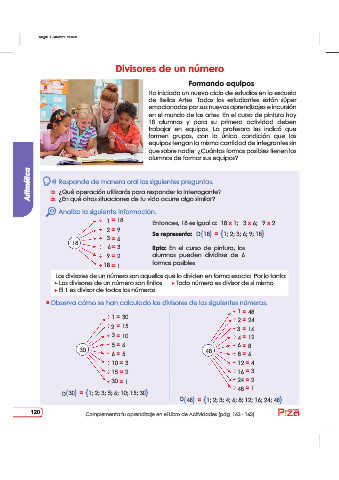 Divisores de un número
Formando equipos
Ha iniciado un nuevo ciclo de estudios en la escuela
de Bellas Artes. Todos los estudiantes están súper
emocionados por sus nuevos aprendizajes e incursión
en el mundo de las artes. En el curso de pintura hay
18 alumnos y para su primera actividad deben
trabajar en equipos. La profesora les indicó que
formen grupos, con la única condición que los
equipos tengan la misma cantidad de integrantes sin
que sobre nadie. ¿Cuántas formas posibles tienen los
alumnos de formar sus equipos?
Aritmética
Responde de manera oral las siguientes preguntas.
¿Qué operación utilizarás para responder la interrogante?
¿En qué otras situaciones de tu vida ocurre algo similar?
Analiza la siguiente información.
18
÷ 1 = 18
÷ 2 = 9
÷ 3 = 6
÷ 6 = 3
÷ 9 = 2
÷ 18 = 1
Entonces, 18 es igual a: 18 x 1; 3 x 6; 9 x 2
Se representa: D(18) = {1; 2; 3; 6; 9; 18}
Rpta: En el curso de pintura, los
alumnos pueden dividirse de 6
formas posibles
Los divisores de un número son aquellos que lo dividen en forma exacta. Por lo tanto:
Los divisores de un número son finitos
Todo número es divisor de sí mismo
El 1 es divisor de todos los números
Observa cómo se han calculado los divisores de los siguientes números.
30
÷ 1 = 30
÷ 2 = 15
÷ 3 = 10
÷ 5 = 6
÷ 6 = 5
÷ 10 = 3
÷ 15 = 2
÷ 30 = 1
D(30) = {1; 2; 3; 5; 6; 10; 15; 30}
48
÷ 1 = 48
÷ 2 = 24
÷ 3 = 16
÷ 4 = 12
÷ 6 = 8
÷ 8 = 6
÷ 12 = 4
÷ 16 = 3
÷ 24 = 2
÷ 48 = 1
D(48) = {1; 2; 3; 4; 6; 8; 12; 16; 24; 48}
120
Complementa tu aprendizaje en el Libro de Actividades (pág. 162 - 163)